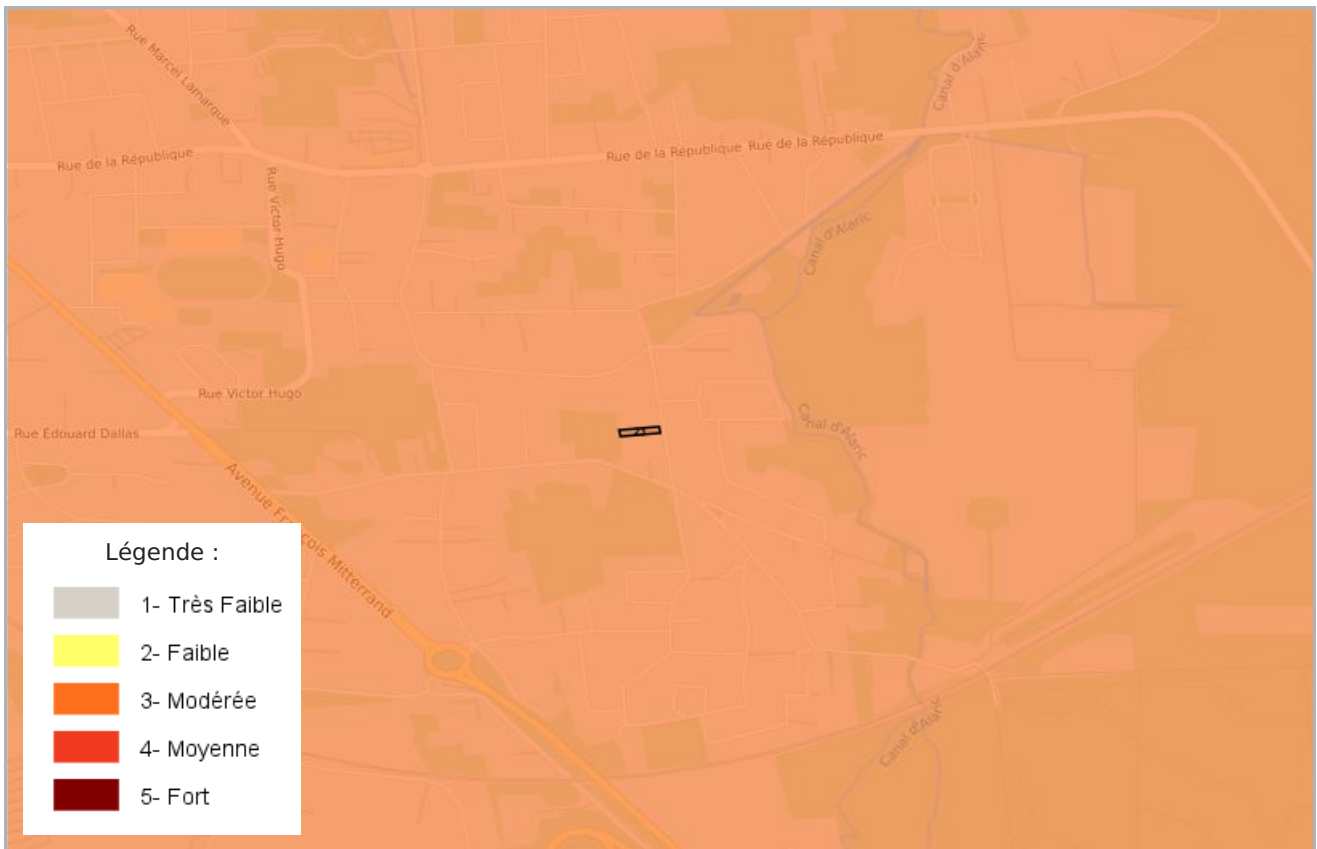 Rue Marcel Lamarque
Canal d'Alaric
Rue de la République
Rue de la République Rue de la République
Rue Victor Hugo
Canal d'Alaric
Rue Victor Hugo
Rue Edouard Dallas
Canal d'Alaric
Avenue François Mitterrand
Canal d'Alaric
Légende :
1- Très Faible
2- Faible
3- Modérée
4- Moyenne
5- Fort